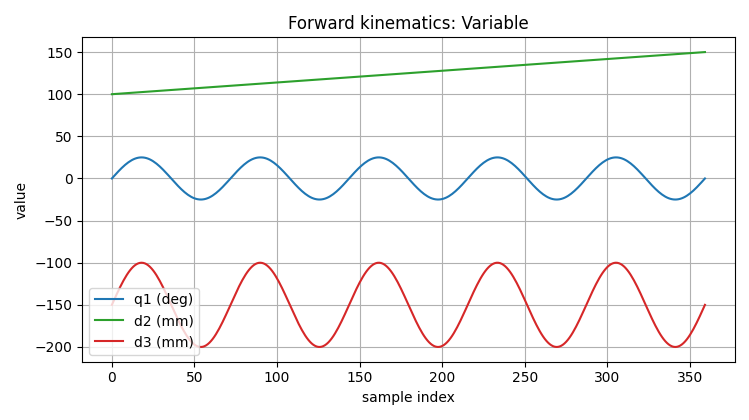 Forward kinematics: Variable
150
100
50
0
−50
−100
−150
−200
value
q1 (deg)
d2 (mm)
d3 (mm)
0 50 100 150 200 250 300 350
sample index